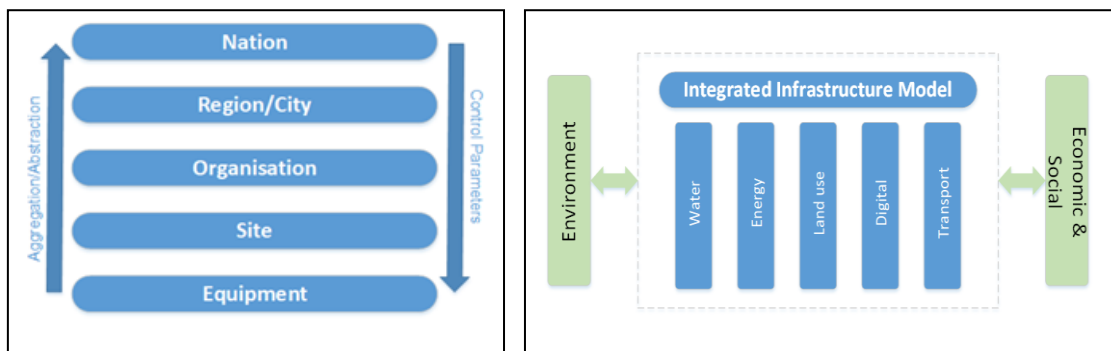 Nation
Region/City
Organisation
Site
Equipment
Aggregation/Abstraction
Control Parameters
Integrated Infrastructure Model
Environment
Water
Energy
Land use
Digital
Transport
Economic &
Social